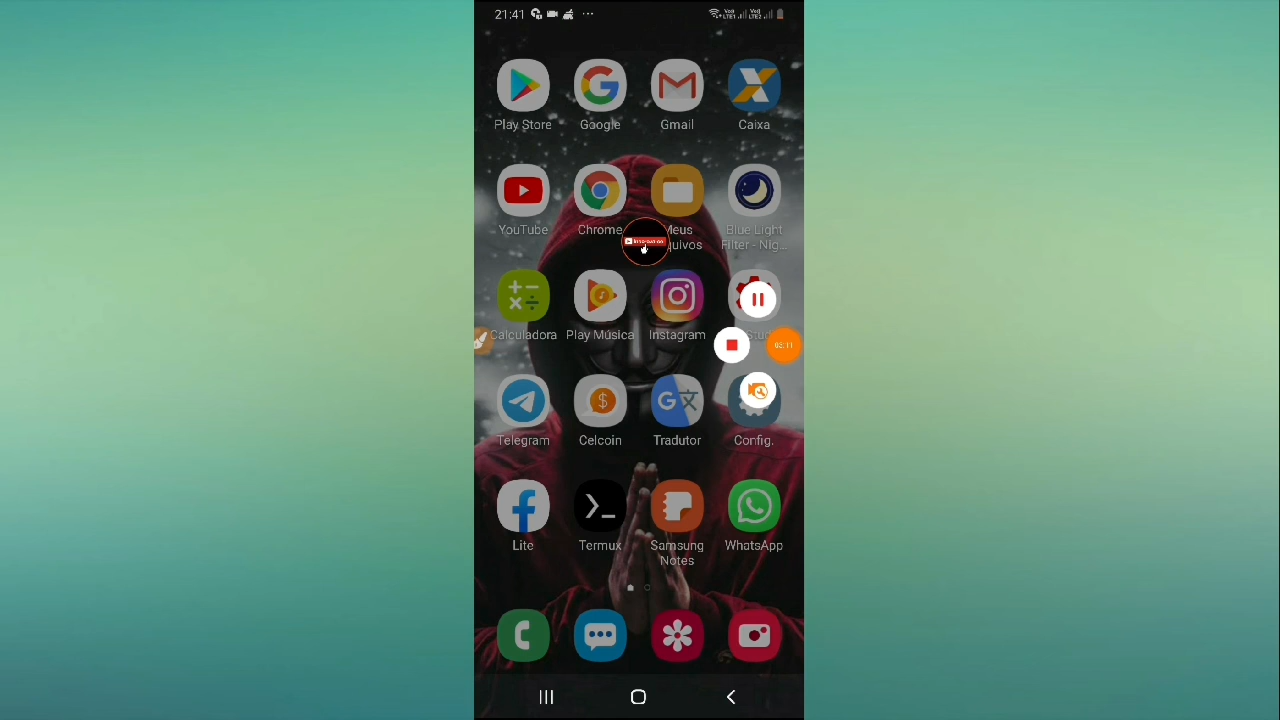 21:41
Play Store
Google
Gmail
Caixa
YouTube
Chrome
Meus
Blue Light
Filter - Nig...
Calculadora
Play Música
Instagram
Telegram
Celcoin
Tradutor
Config.
Lite
Termux
Samsung
Notes
WhatsApp